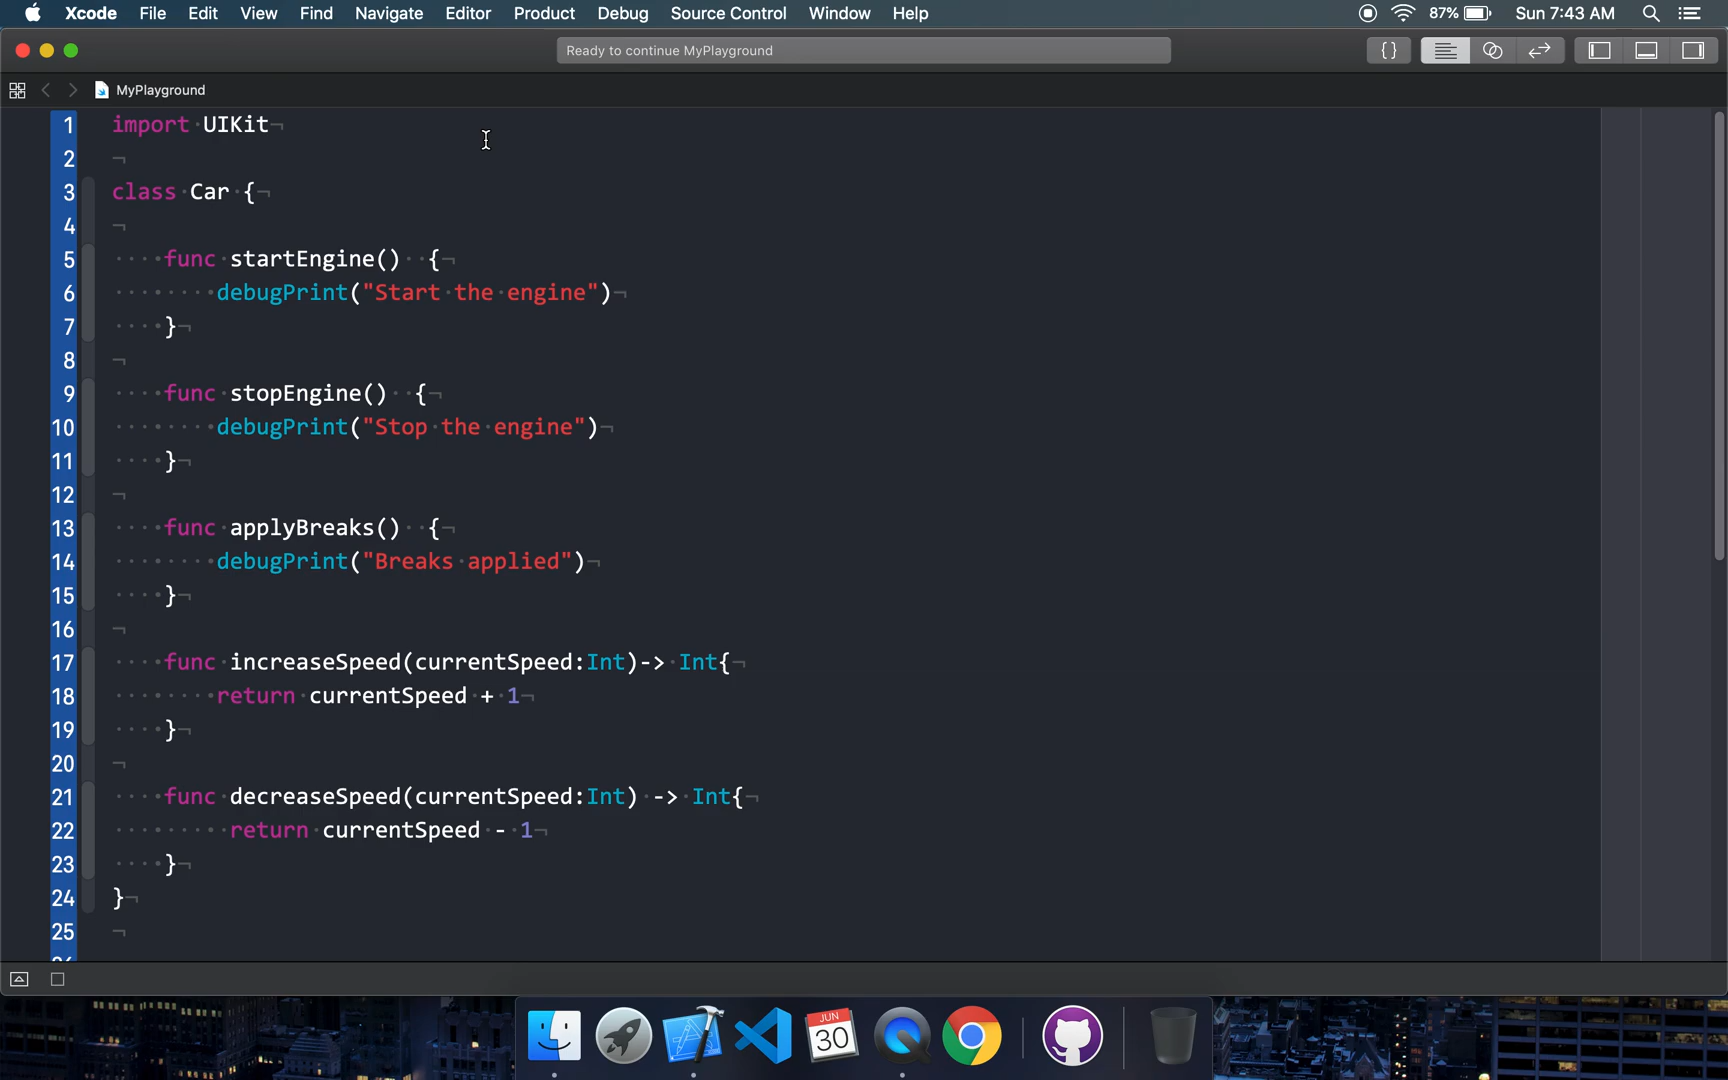 Xcode File Edit View Find Navigate Editor Product Debug Source Control Window Help 87% Sun 7:43 AM
Ready to continue MyPlayground {}
MyPlayground
1 import UIKit
2
3 class Car {
4
5 func startEngine() {
6 debugPrint("Start the engine")
7 }
8
9 func stopEngine() {
10 debugPrint("Stop the engine")
11 }
12
13 func applyBreaks() {
14 debugPrint("Breaks applied")
15 }
16
17 func increaseSpeed(currentSpeed:Int)-> Int{
18 return currentSpeed + 1
19 }
20
21 func decreaseSpeed(currentSpeed:Int) -> Int{
22 return currentSpeed - 1
23 }
24 }
25
JUN
30